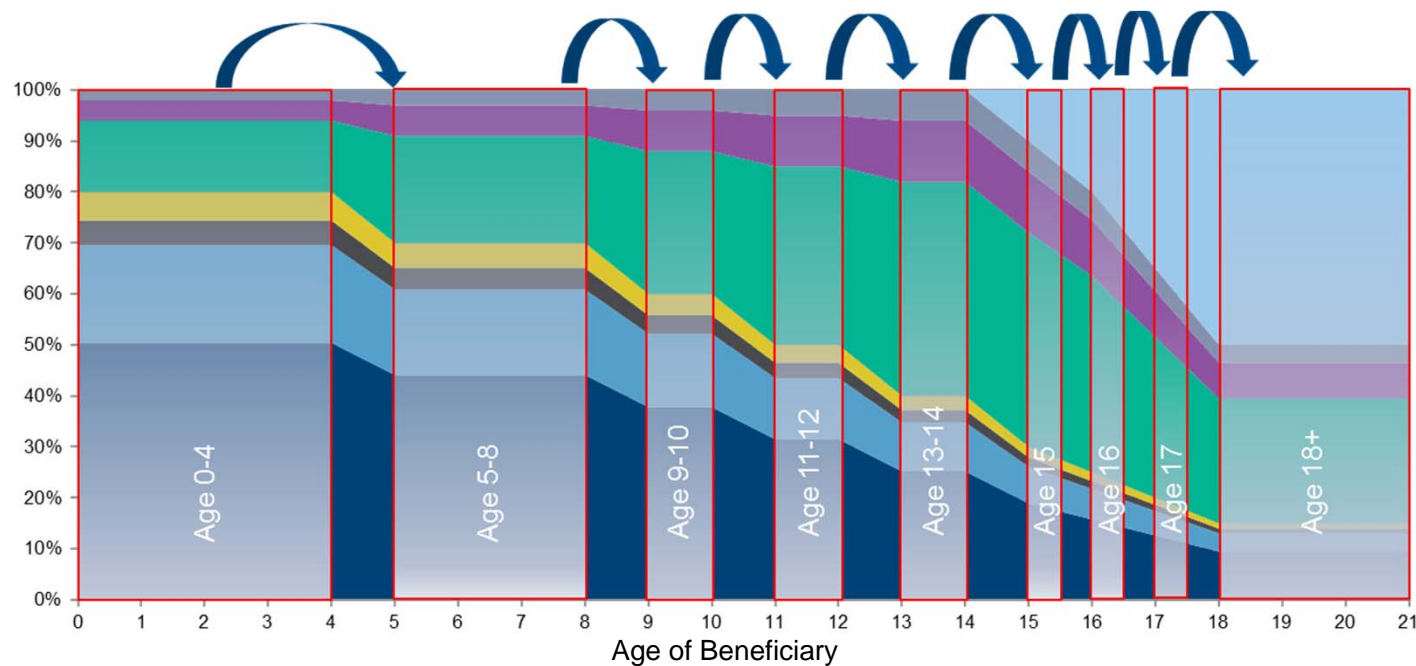 100%
90%
80%
70%
60%
50%
40%
30%
20%
10%
0%
Age 0-4
Age 5-8
Age 9-10
Age 11-12
Age 13-14
Age 15
Age 16
Age 17
Age 18+
0 1 2 3 4 5 6 7 8 9 10 11 12 13 14 15 16 17 18 19 20 21
Age of Beneficiary